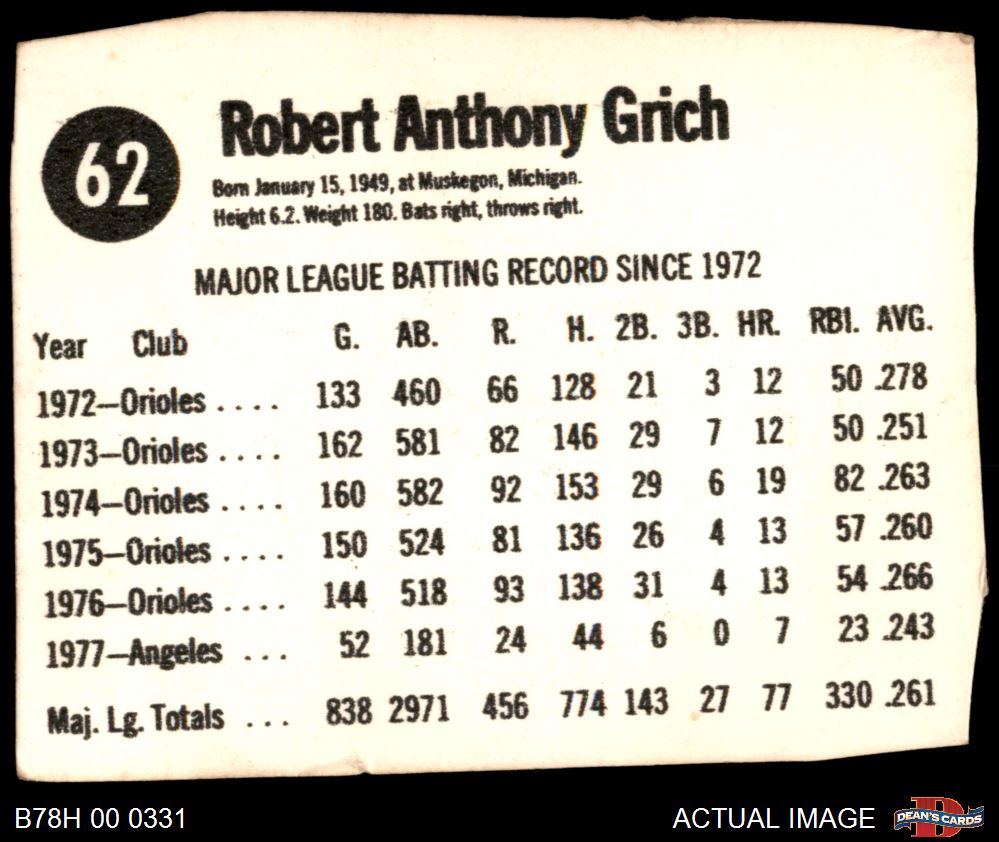 62
Robert Anthony Grich
Born January 15, 1949, at Muskegon, Michigan.
Height 6.2. Weight 180. Bats right, throws right.
MAJOR LEAGUE BATTING RECORD SINCE 1972
Year Club G. AB. R. H. 2B. 3B. HR. RBI. AVG.
1972—Orioles .... 133 460 66 128 21 3 12 50 .278
1973—Orioles .... 162 581 82 146 29 7 12 50 .251
1974—Orioles .... 160 582 92 153 29 6 19 82 .263
1975—Orioles .... 150 524 81 136 26 4 13 57 .260
1976—Orioles .... 144 518 93 138 31 4 13 54 .266
1977—Angeles ... 52 181 24 44 6 0 7 23 .243
Maj. Lg. Totals ... 838 2971 456 774 143 27 77 330 .261
B78H 00 0331 ACTUAL IMAGE D DEAN'S CARDS